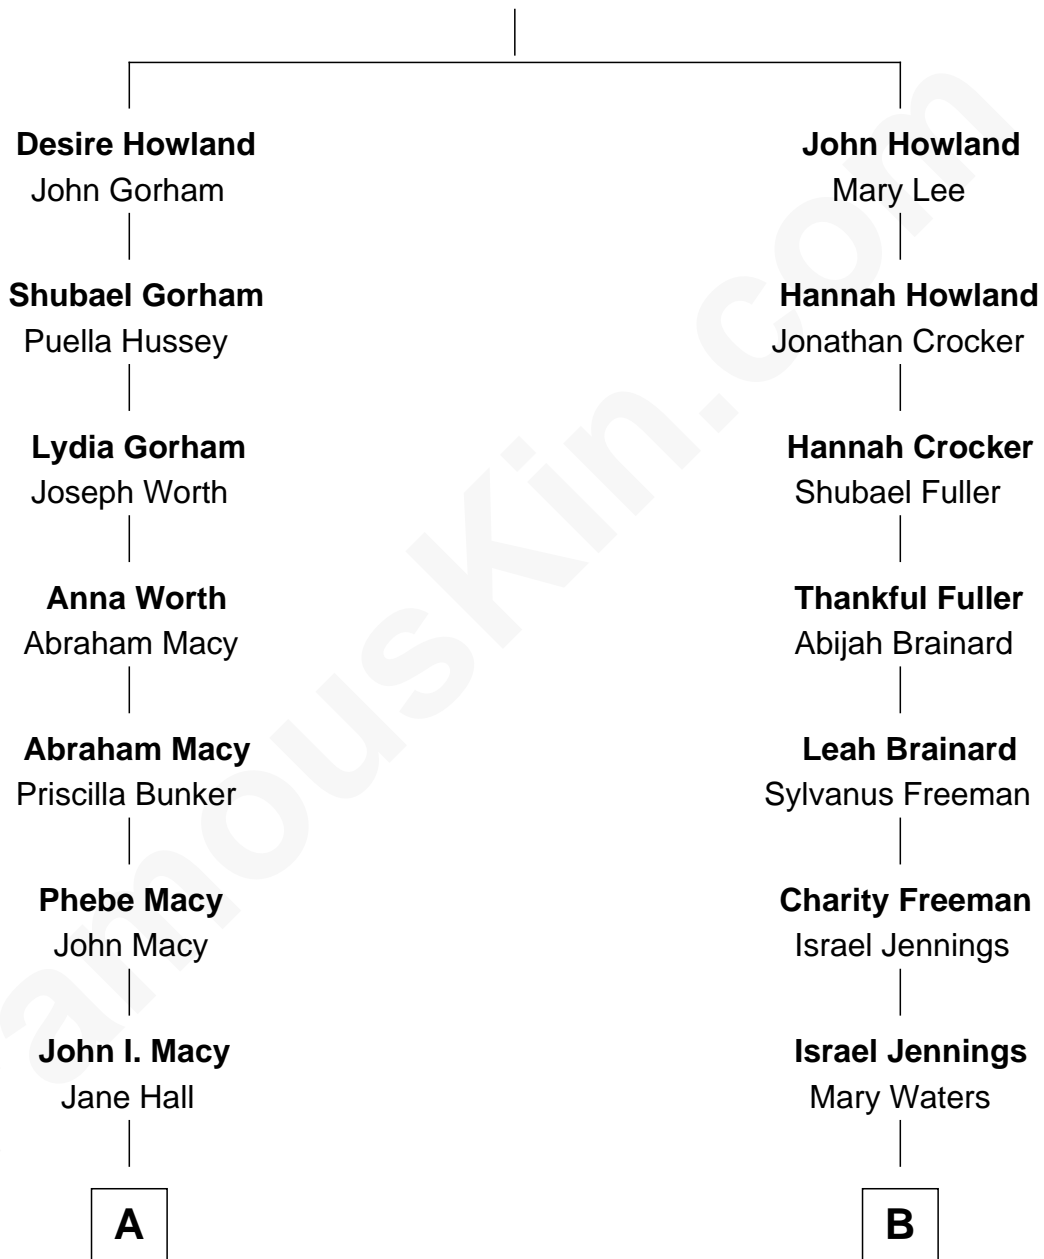 Desire Howland
John Gorham
Shubael Gorham
Puella Hussey
Lydia Gorham
Joseph Worth
Anna Worth
Abraham Macy
Abraham Macy
Priscilla Bunker
Phebe Macy
John Macy
John I. Macy
Jane Hall
A
John Howland
Mary Lee
Hannah Howland
Jonathan Crocker
Hannah Crocker
Shubael Fuller
Thankful Fuller
Abijah Brainard
Leah Brainard
Sylvanus Freeman
Charity Freeman
Israel Jennings
Israel Jennings
Mary Waters
B
amouskin.com